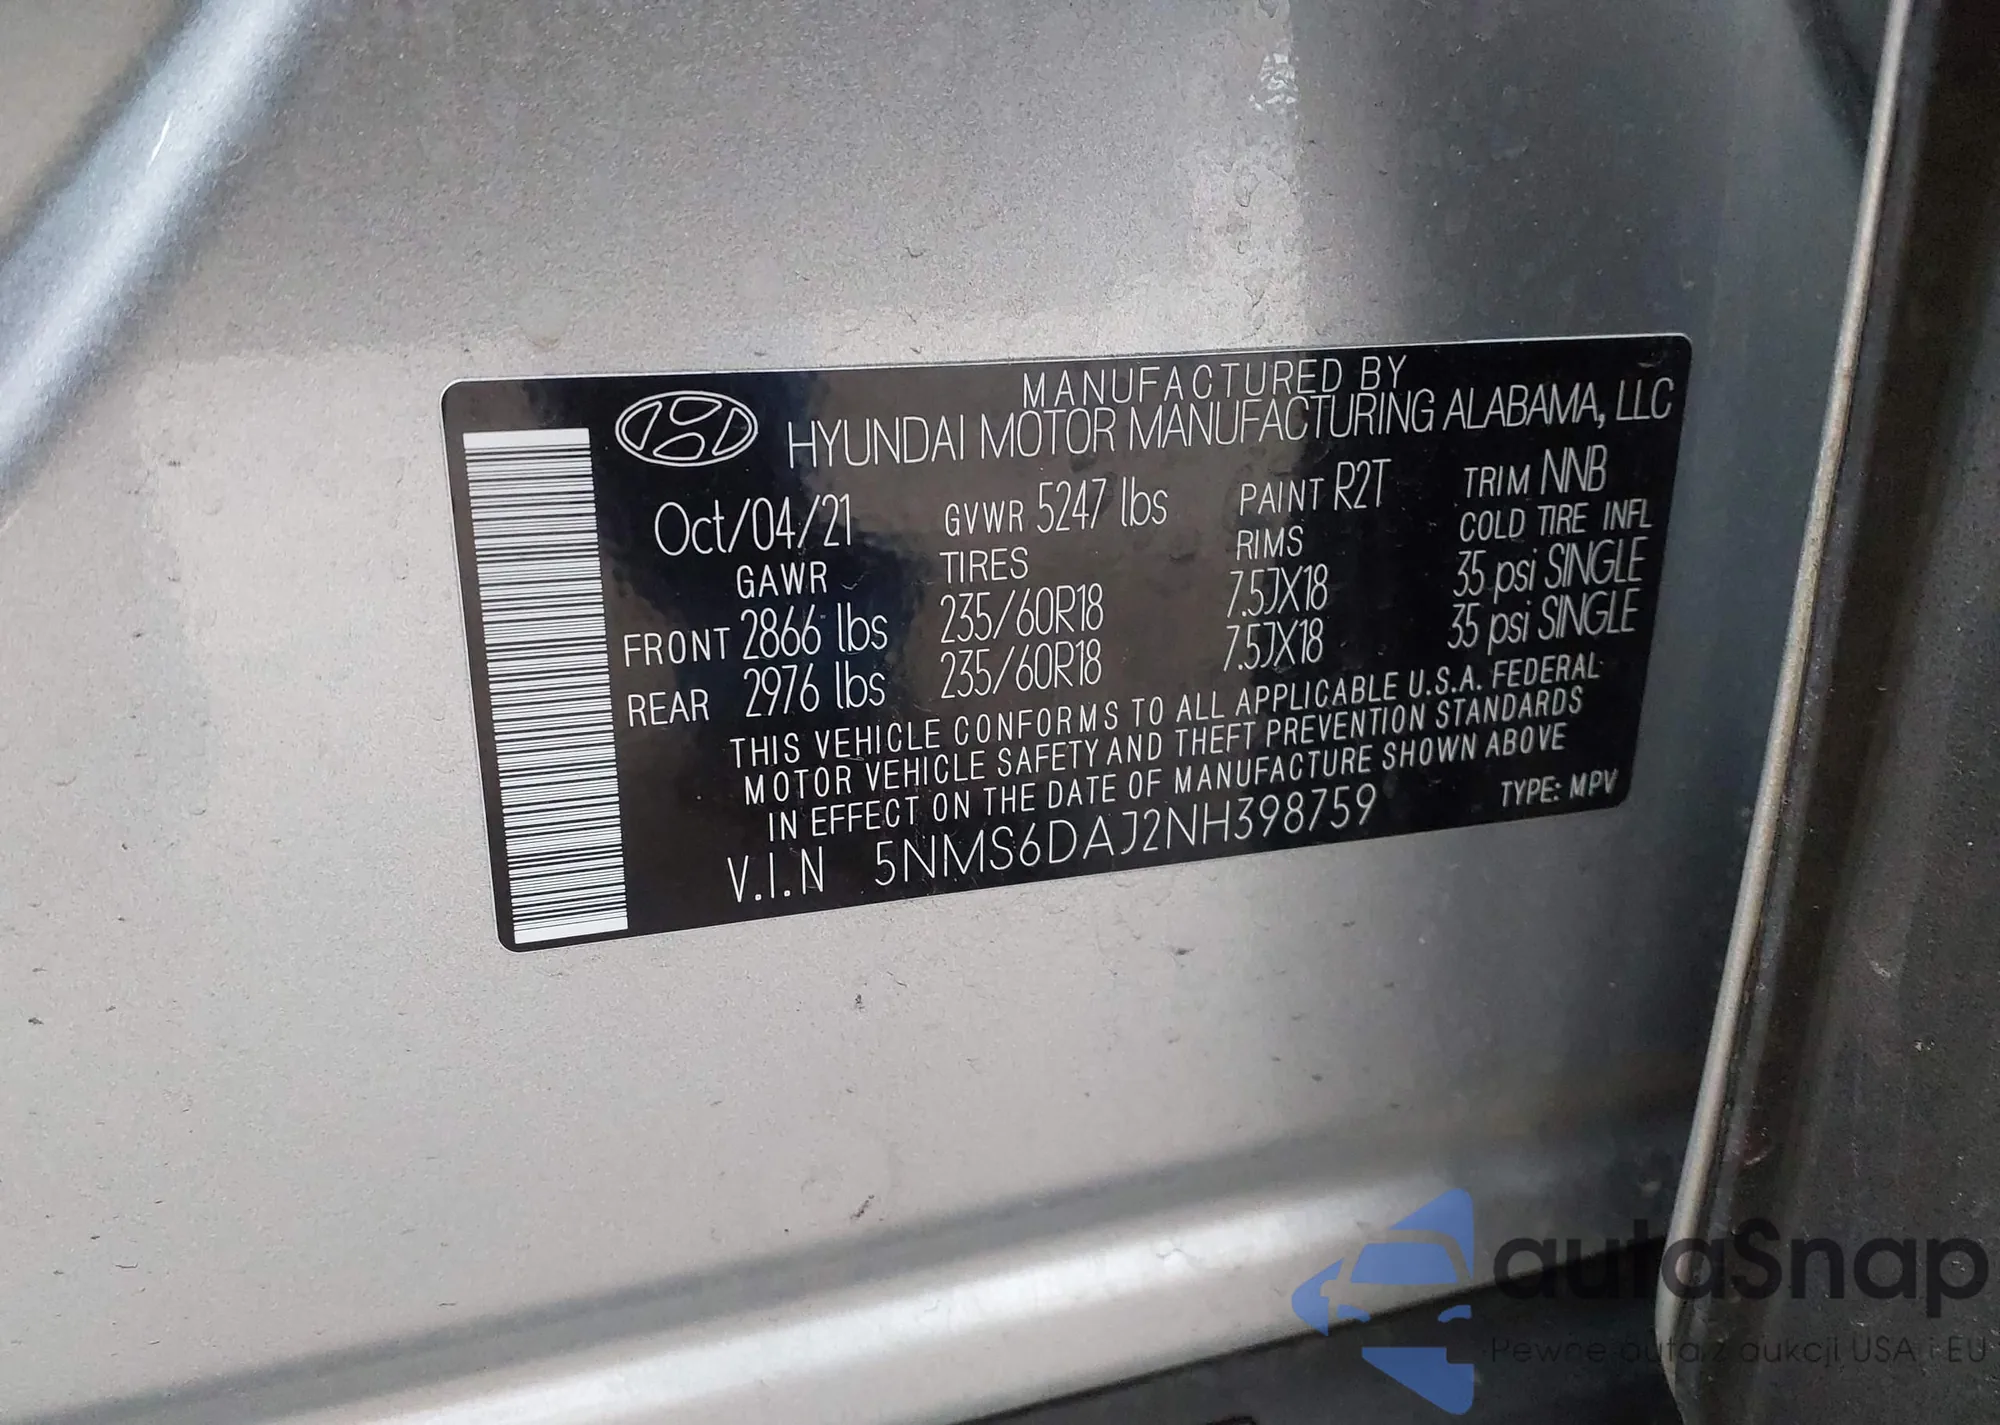 MANUFACTURED BY
HYUNDAI MOTOR MANUFACTURING ALABAMA, LLC
Oct/04/21 GVWR 5247 lbs PAINT R2T TRIM NNB
GAWR TIRES RIMS COLD TIRE INFL
FRONT 2866 lbs 235/60R18 7.5JX18 35 psi SINGLE
REAR 2976 lbs 235/60R18 7.5JX18 35 psi SINGLE
THIS VEHICLE CONFORMS TO ALL APPLICABLE U.S.A. FEDERAL
MOTOR VEHICLE SAFETY AND THEFT PREVENTION STANDARDS
IN EFFECT ON THE DATE OF MANUFACTURE SHOWN ABOVE
V.I.N 5NMS6DAJ2NH398759 TYPE: MPV
autaSnap
Pewne auta z aukcji USA i EU